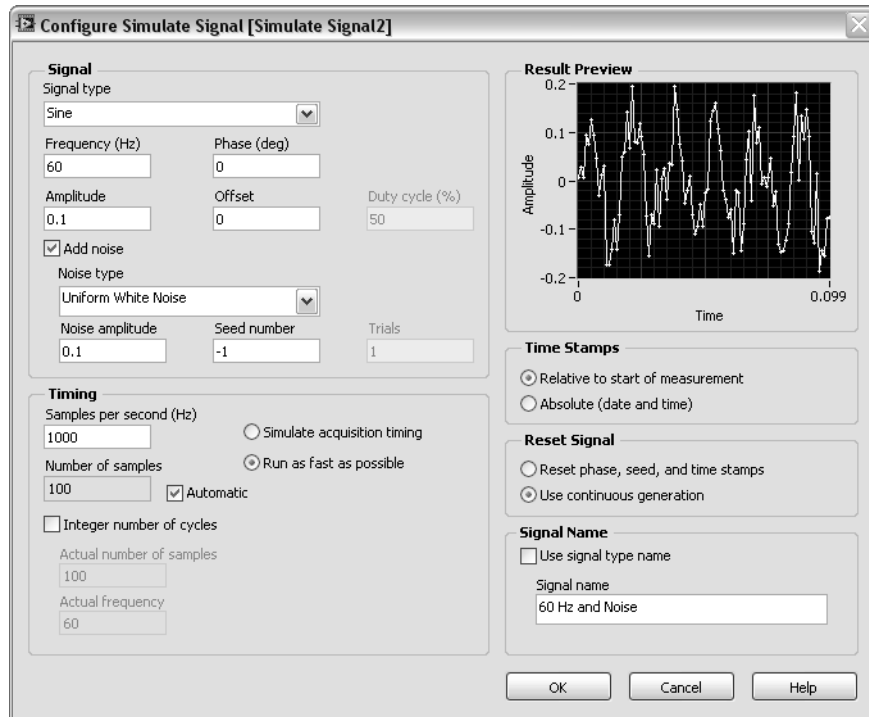 Configure Simulate Signal [Simulate Signal2]
Signal
Signal type
Sine
Frequency (Hz) Phase (deg)
60 0
Amplitude Offset Duty cycle (%)
0.1 0 50
Add noise
Noise type
Uniform White Noise
Noise amplitude Seed number Trials
0.1 -1 1
Timing
Samples per second (Hz)
1000
Simulate acquisition timing
Run as fast as possible
Number of samples
100
Automatic
Integer number of cycles
Actual number of samples
100
Actual frequency
60
Result Preview
Amplitude
0.2
0.1
0
-0.1
-0.2
0 0.099
Time
Time Stamps
Relative to start of measurement
Absolute (date and time)
Reset Signal
Reset phase, seed, and time stamps
Use continuous generation
Signal Name
Use signal type name
Signal name
60 Hz and Noise
OK Cancel Help